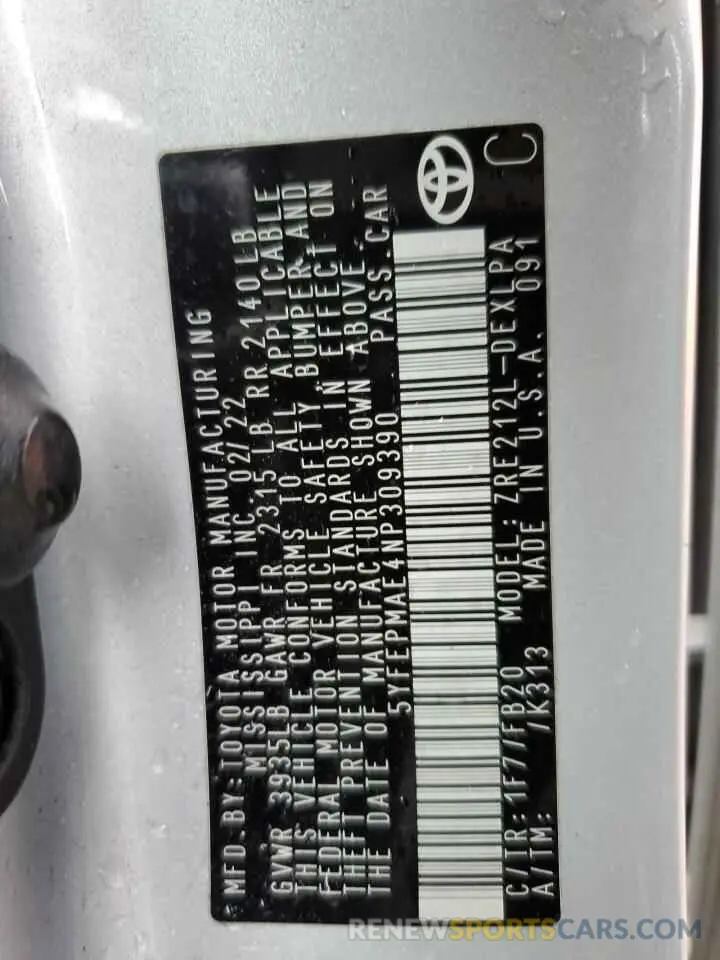 MFD.BY:TOYOTA MOTOR MANUFACTURING
MISSISSIPPI INC 02/22
GVWR 3935LB GAWR FR 2315 LB RR 2140LB
THIS VEHICLE CONFORMS TO ALL APPLICABLE
FEDERAL MOTOR VEHICLE SAFETY BUMPER AND
THEFT PREVENTION STANDARDS IN EFFECT ON
THE DATE OF MANUFACTURE SHOWN ABOVE.
5YFEPMAE4NP309390 PASS.CAR
C/TR: 1F7/FB20 MODEL: ZRE212L-DEXLPA
A/TM: /K313 MADE IN U.S.A. 091
C
RENEWSPORTSCARS.COM